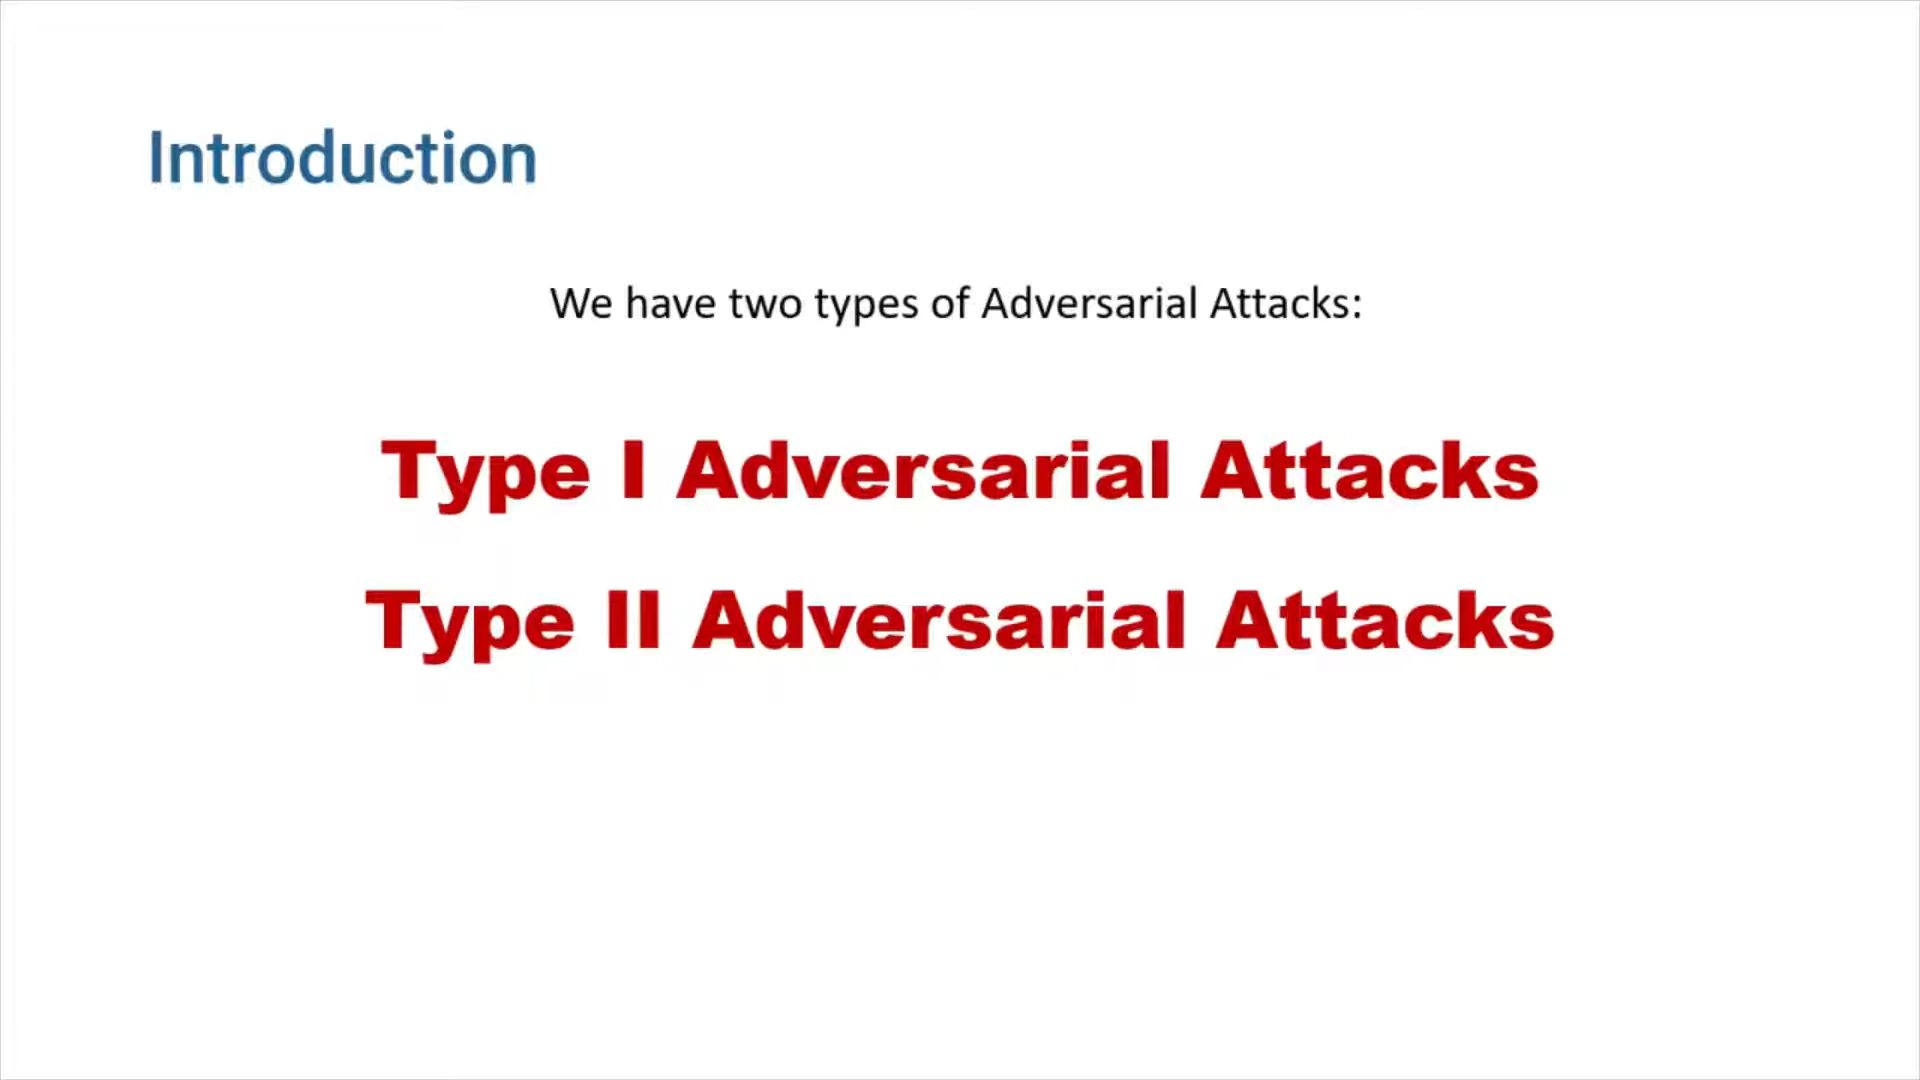 Introduction
We have two types of Adversarial Attacks:
Type I Adversarial Attacks
Type II Adversarial Attacks